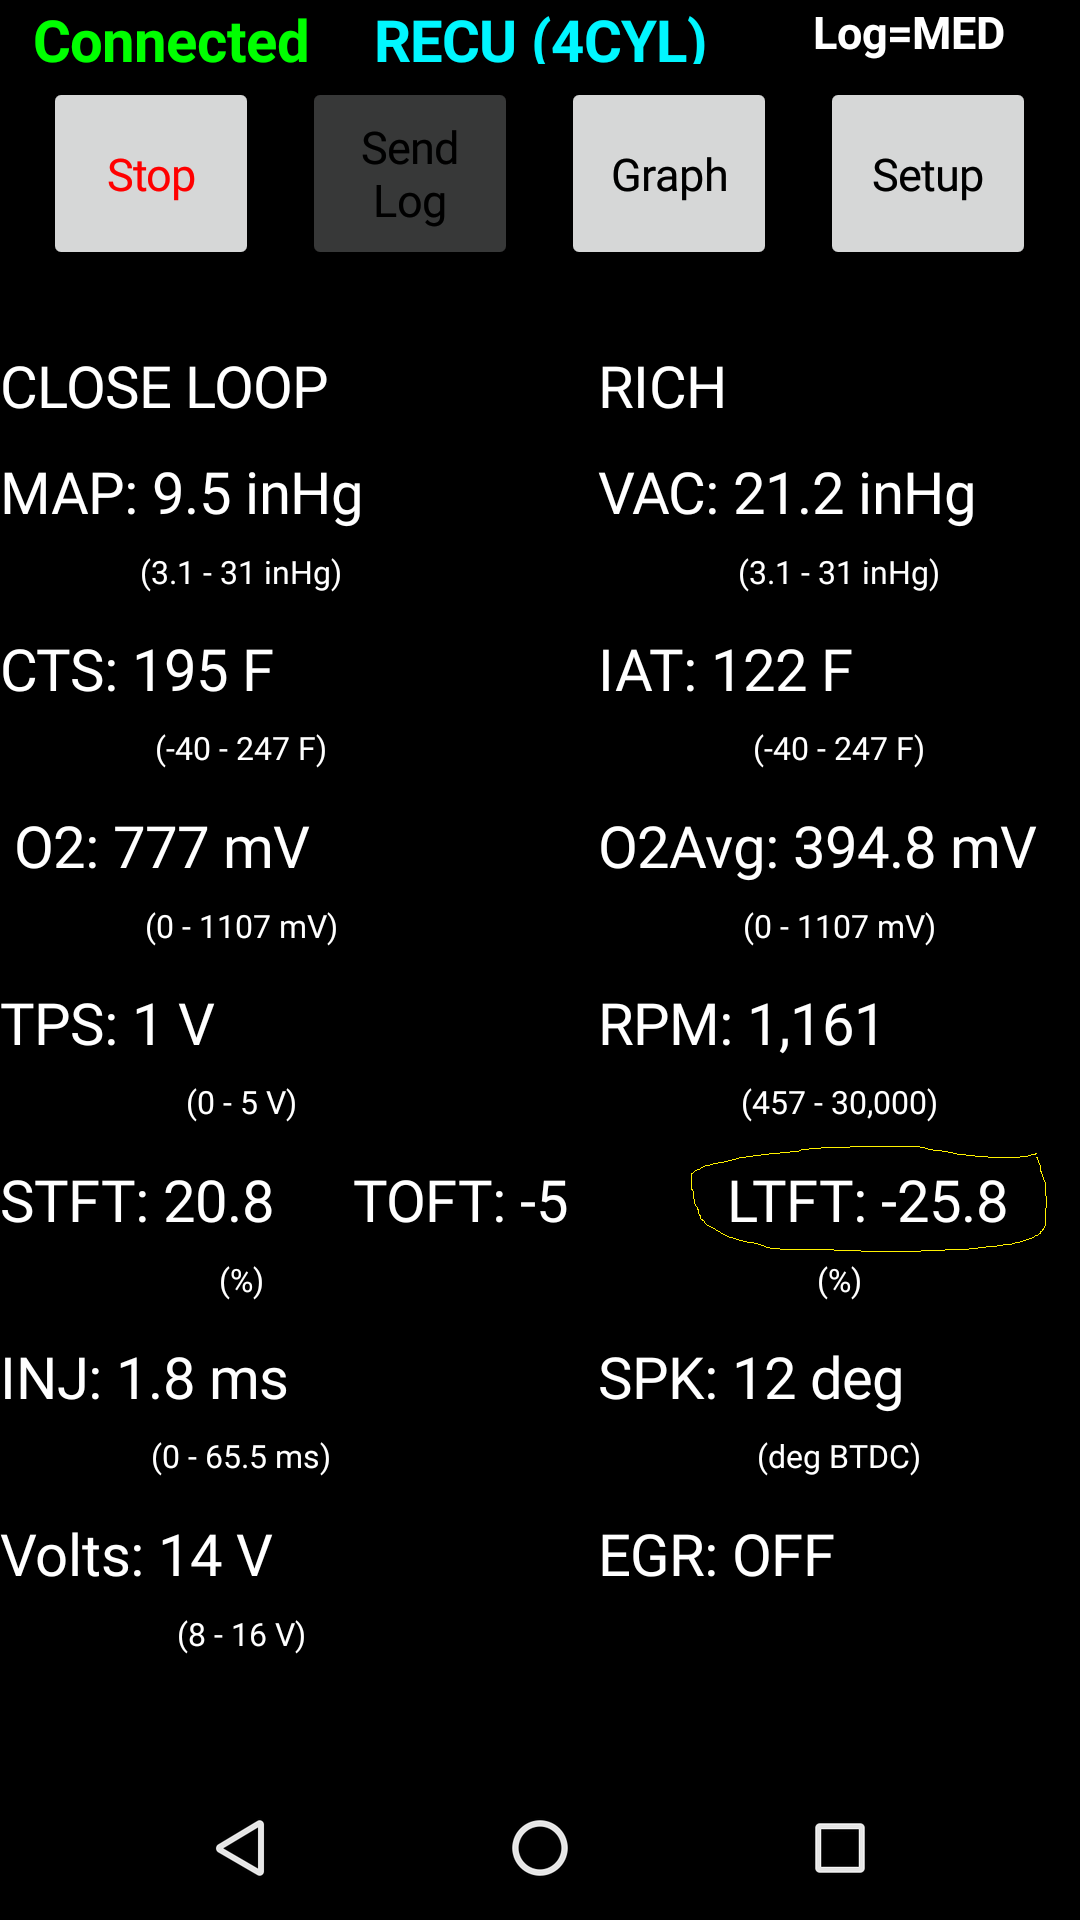 Connected RECU (4CYL) Log=MED
Stop Send Log Graph Setup
CLOSE LOOP RICH
MAP: 9.5 inHg VAC: 21.2 inHg
(3.1 - 31 inHg) (3.1 - 31 inHg)
CTS: 195 F IAT: 122 F
(-40 - 247 F) (-40 - 247 F)
O2: 777 mV O2Avg: 394.8 mV
(0 - 1107 mV) (0 - 1107 mV)
TPS: 1 V RPM: 1,161
(0 - 5 V) (457 - 30,000)
STFT: 20.8 TOFT: -5 LTFT: -25.8
(%) (%)
INJ: 1.8 ms SPK: 12 deg
(0 - 65.5 ms) (deg BTDC)
Volts: 14 V EGR: OFF
(8 - 16 V)